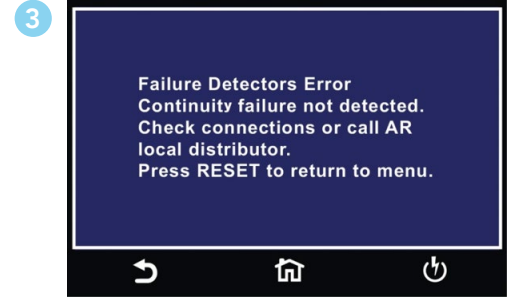 3
Failure Detectors Error
Continuity failure not detected.
Check connections or call AR
local distributor.
Press RESET to return to menu.